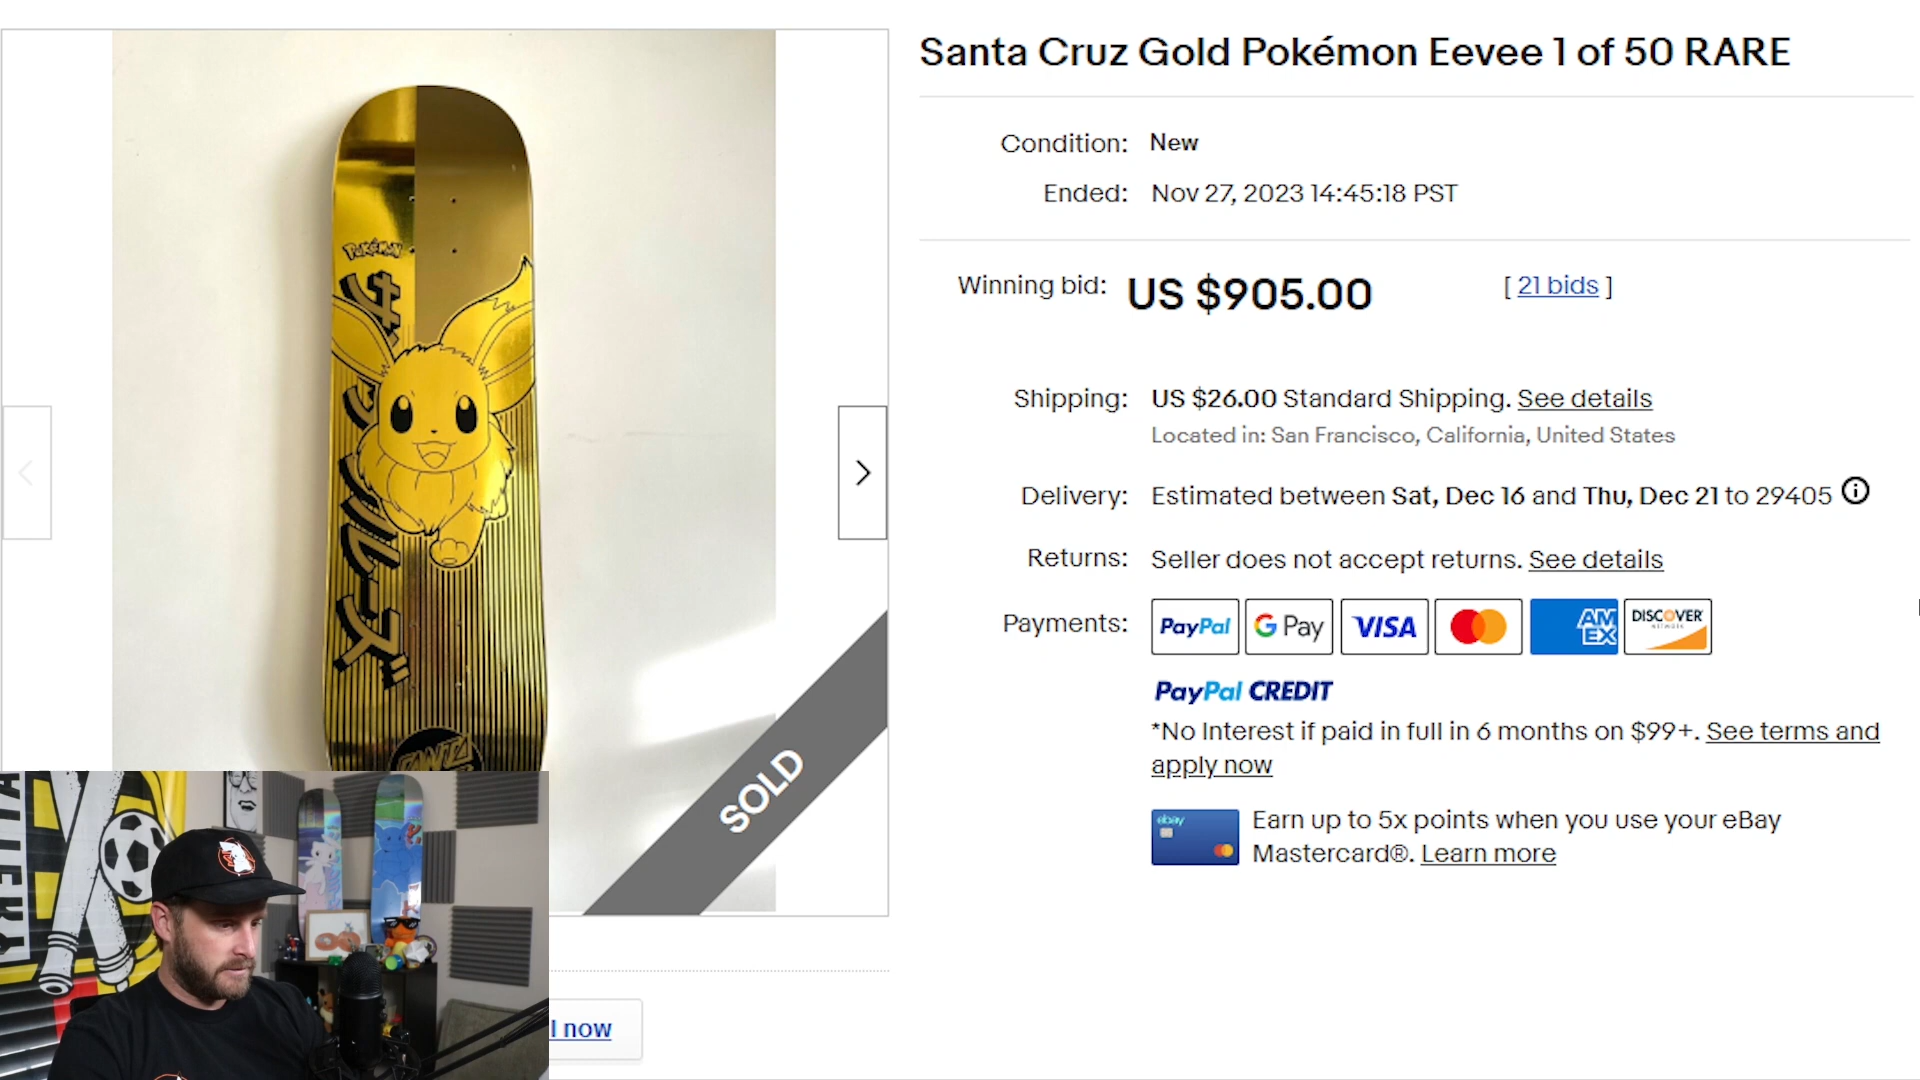 Santa Cruz Gold Pokémon Eevee 1 of 50 RARE
Condition: New
Ended: Nov 27, 2023 14:45:18 PST
Winning bid: US $905.00 [ 21 bids ]
Shipping: US $26.00 Standard Shipping. See details
Located in: San Francisco, California, United States
Delivery: Estimated between Sat, Dec 16 and Thu, Dec 21 to 29405
Returns: Seller does not accept returns. See details
Payments: PayPal G Pay VISA AM EX DISCOVER NETWORK
PayPal CREDIT
*No Interest if paid in full in 6 months on $99+. See terms and
apply now
ebay
Earn up to 5x points when you use your eBay
Mastercard®. Learn more
POKÉMON
サ
クルーズ
SANTA
SOLD
l now